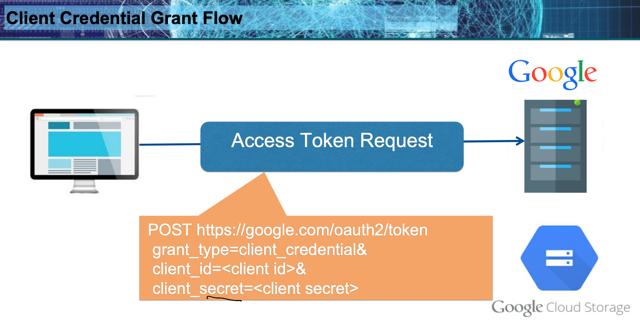 Client Credential Grant Flow
Google
Access Token Request
POST https://google.com/oauth2/token
grant_type=client_credential&
client_id=<client id>&
client_secret=<client secret>
Google Cloud Storage